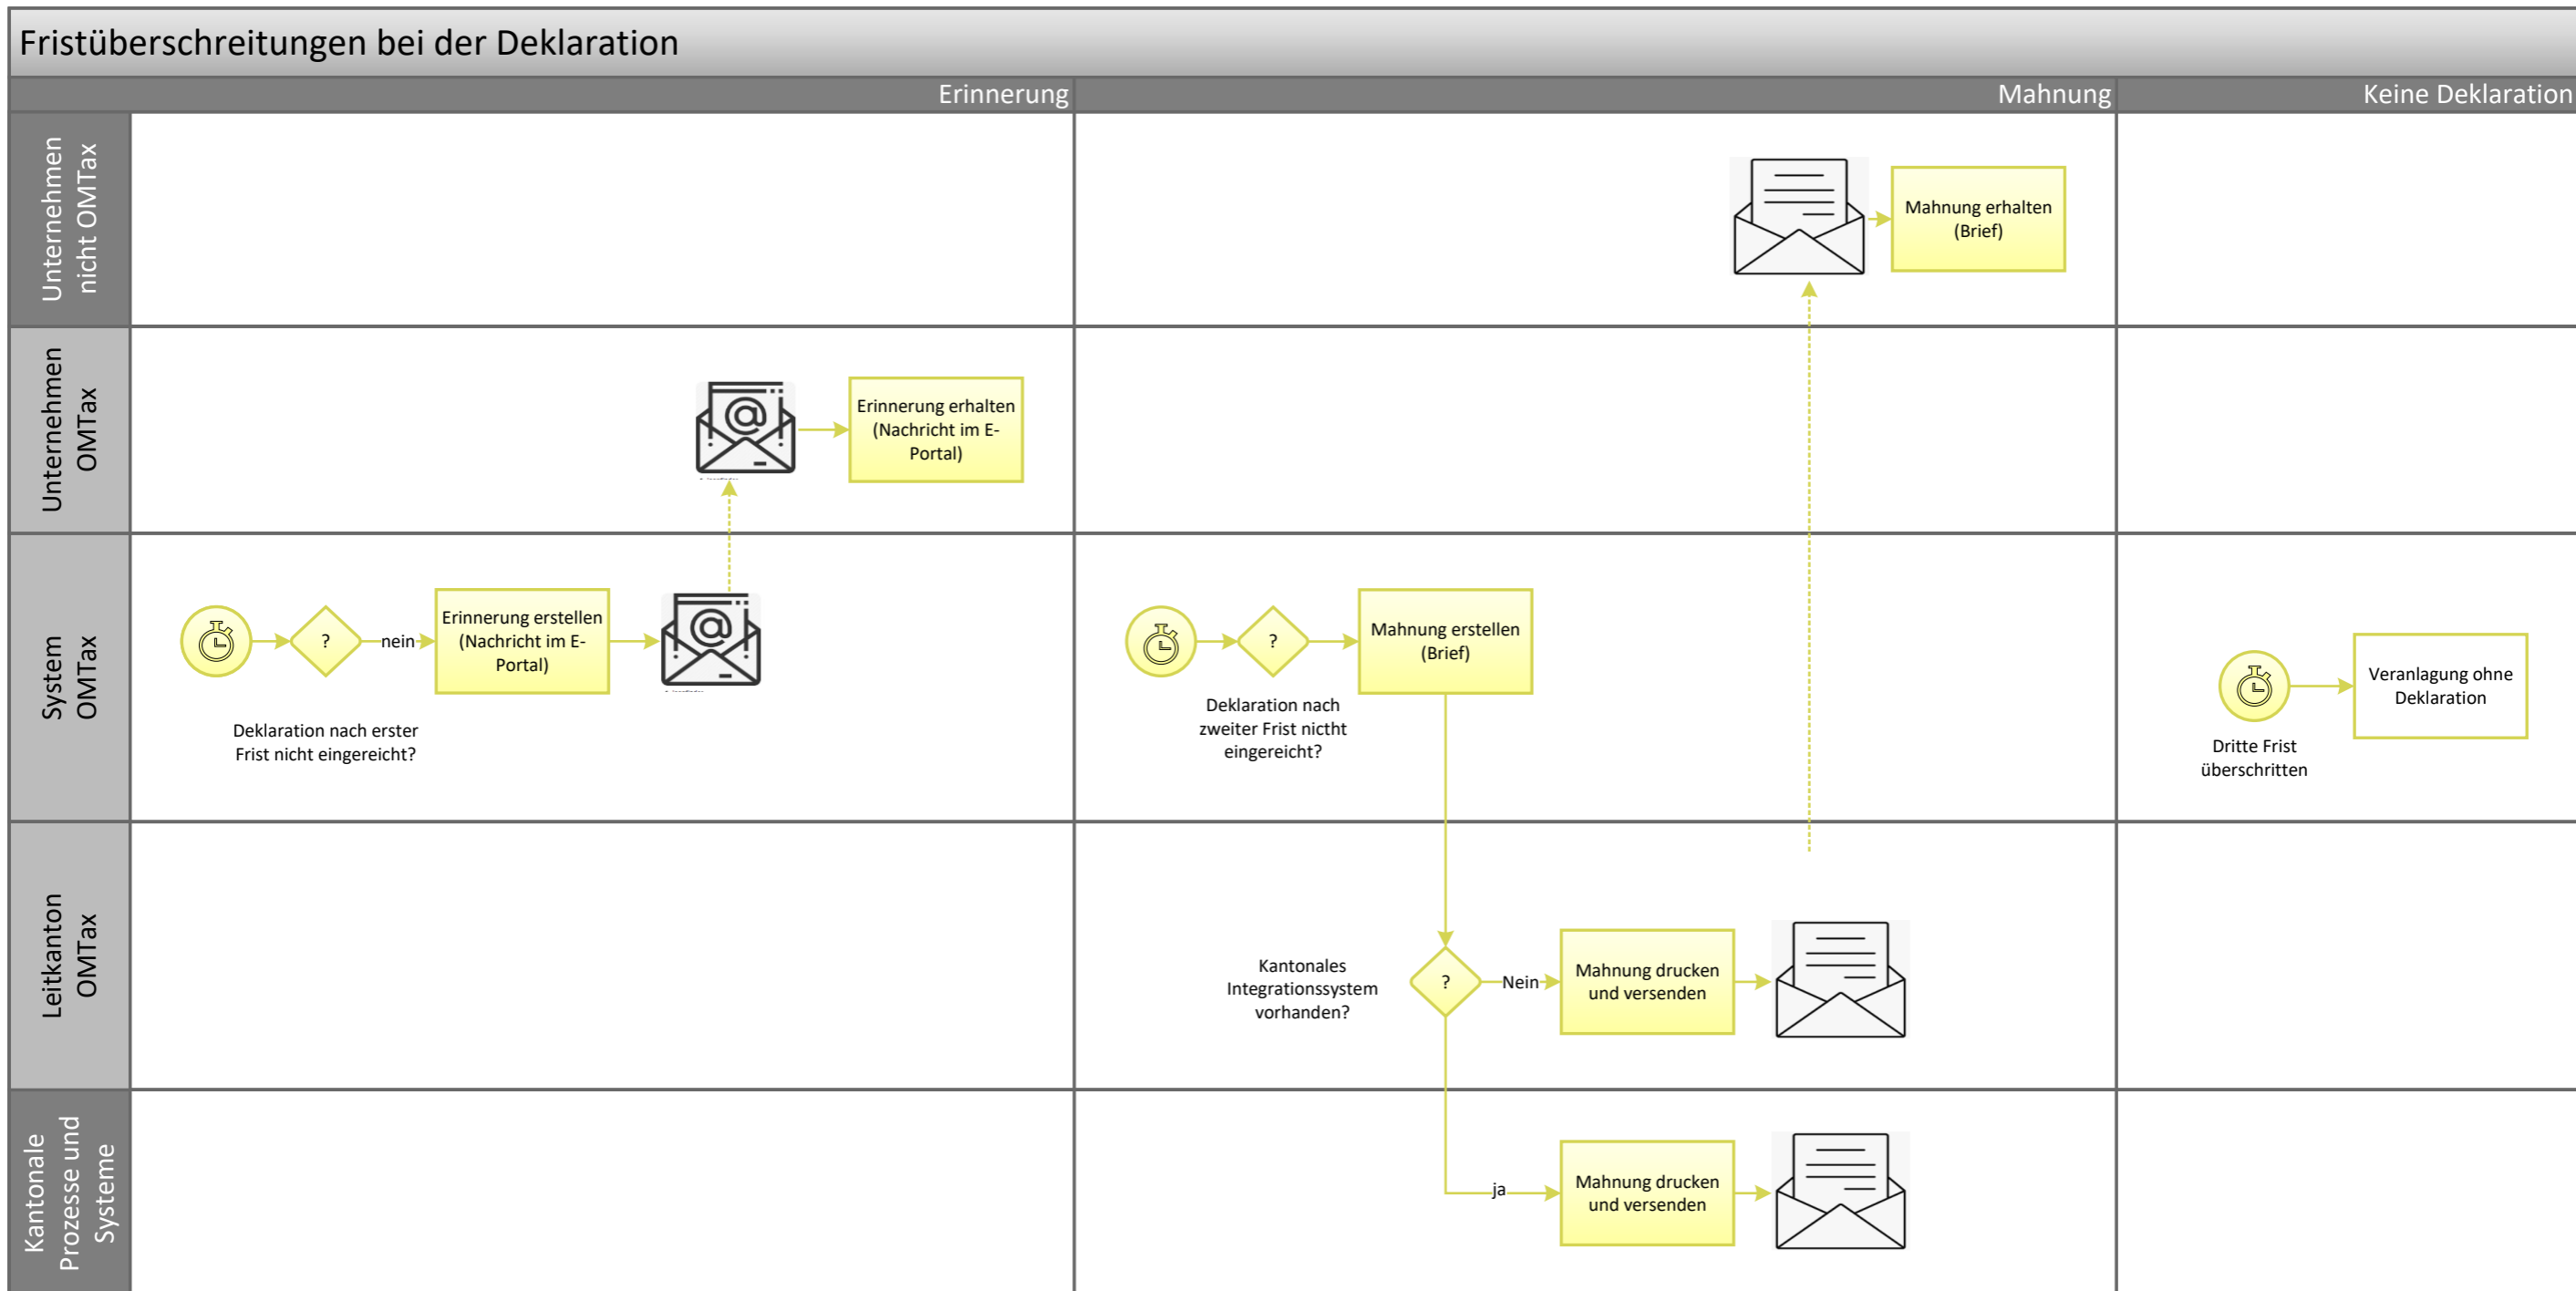 Fristüberschreitungen bei der Deklaration
Erinnerung
Mahnung
Keine Deklaration
Unternehmen
nicht OMTax
Mahnung erhalten
(Brief)
Unternehmen
OMTax
Erinnerung erhalten
(Nachricht im E-
Portal)
System
OMTax
?
nein
Erinnerung erstellen
(Nachricht im E-
Portal)
Deklaration nach erster
Frist nicht eingereicht?
?
Mahnung erstellen
(Brief)
Deklaration nach
zweiter Frist nictht
eingereicht?
Veranlagung ohne
Deklaration
Dritte Frist
überschritten
Leitkanton
OMTax
Kantonales
Integrationssystem
vorhanden?
?
Nein
Mahnung drucken
und versenden
Kantonale
Prozesse und
Systeme
ja
Mahnung drucken
und versenden